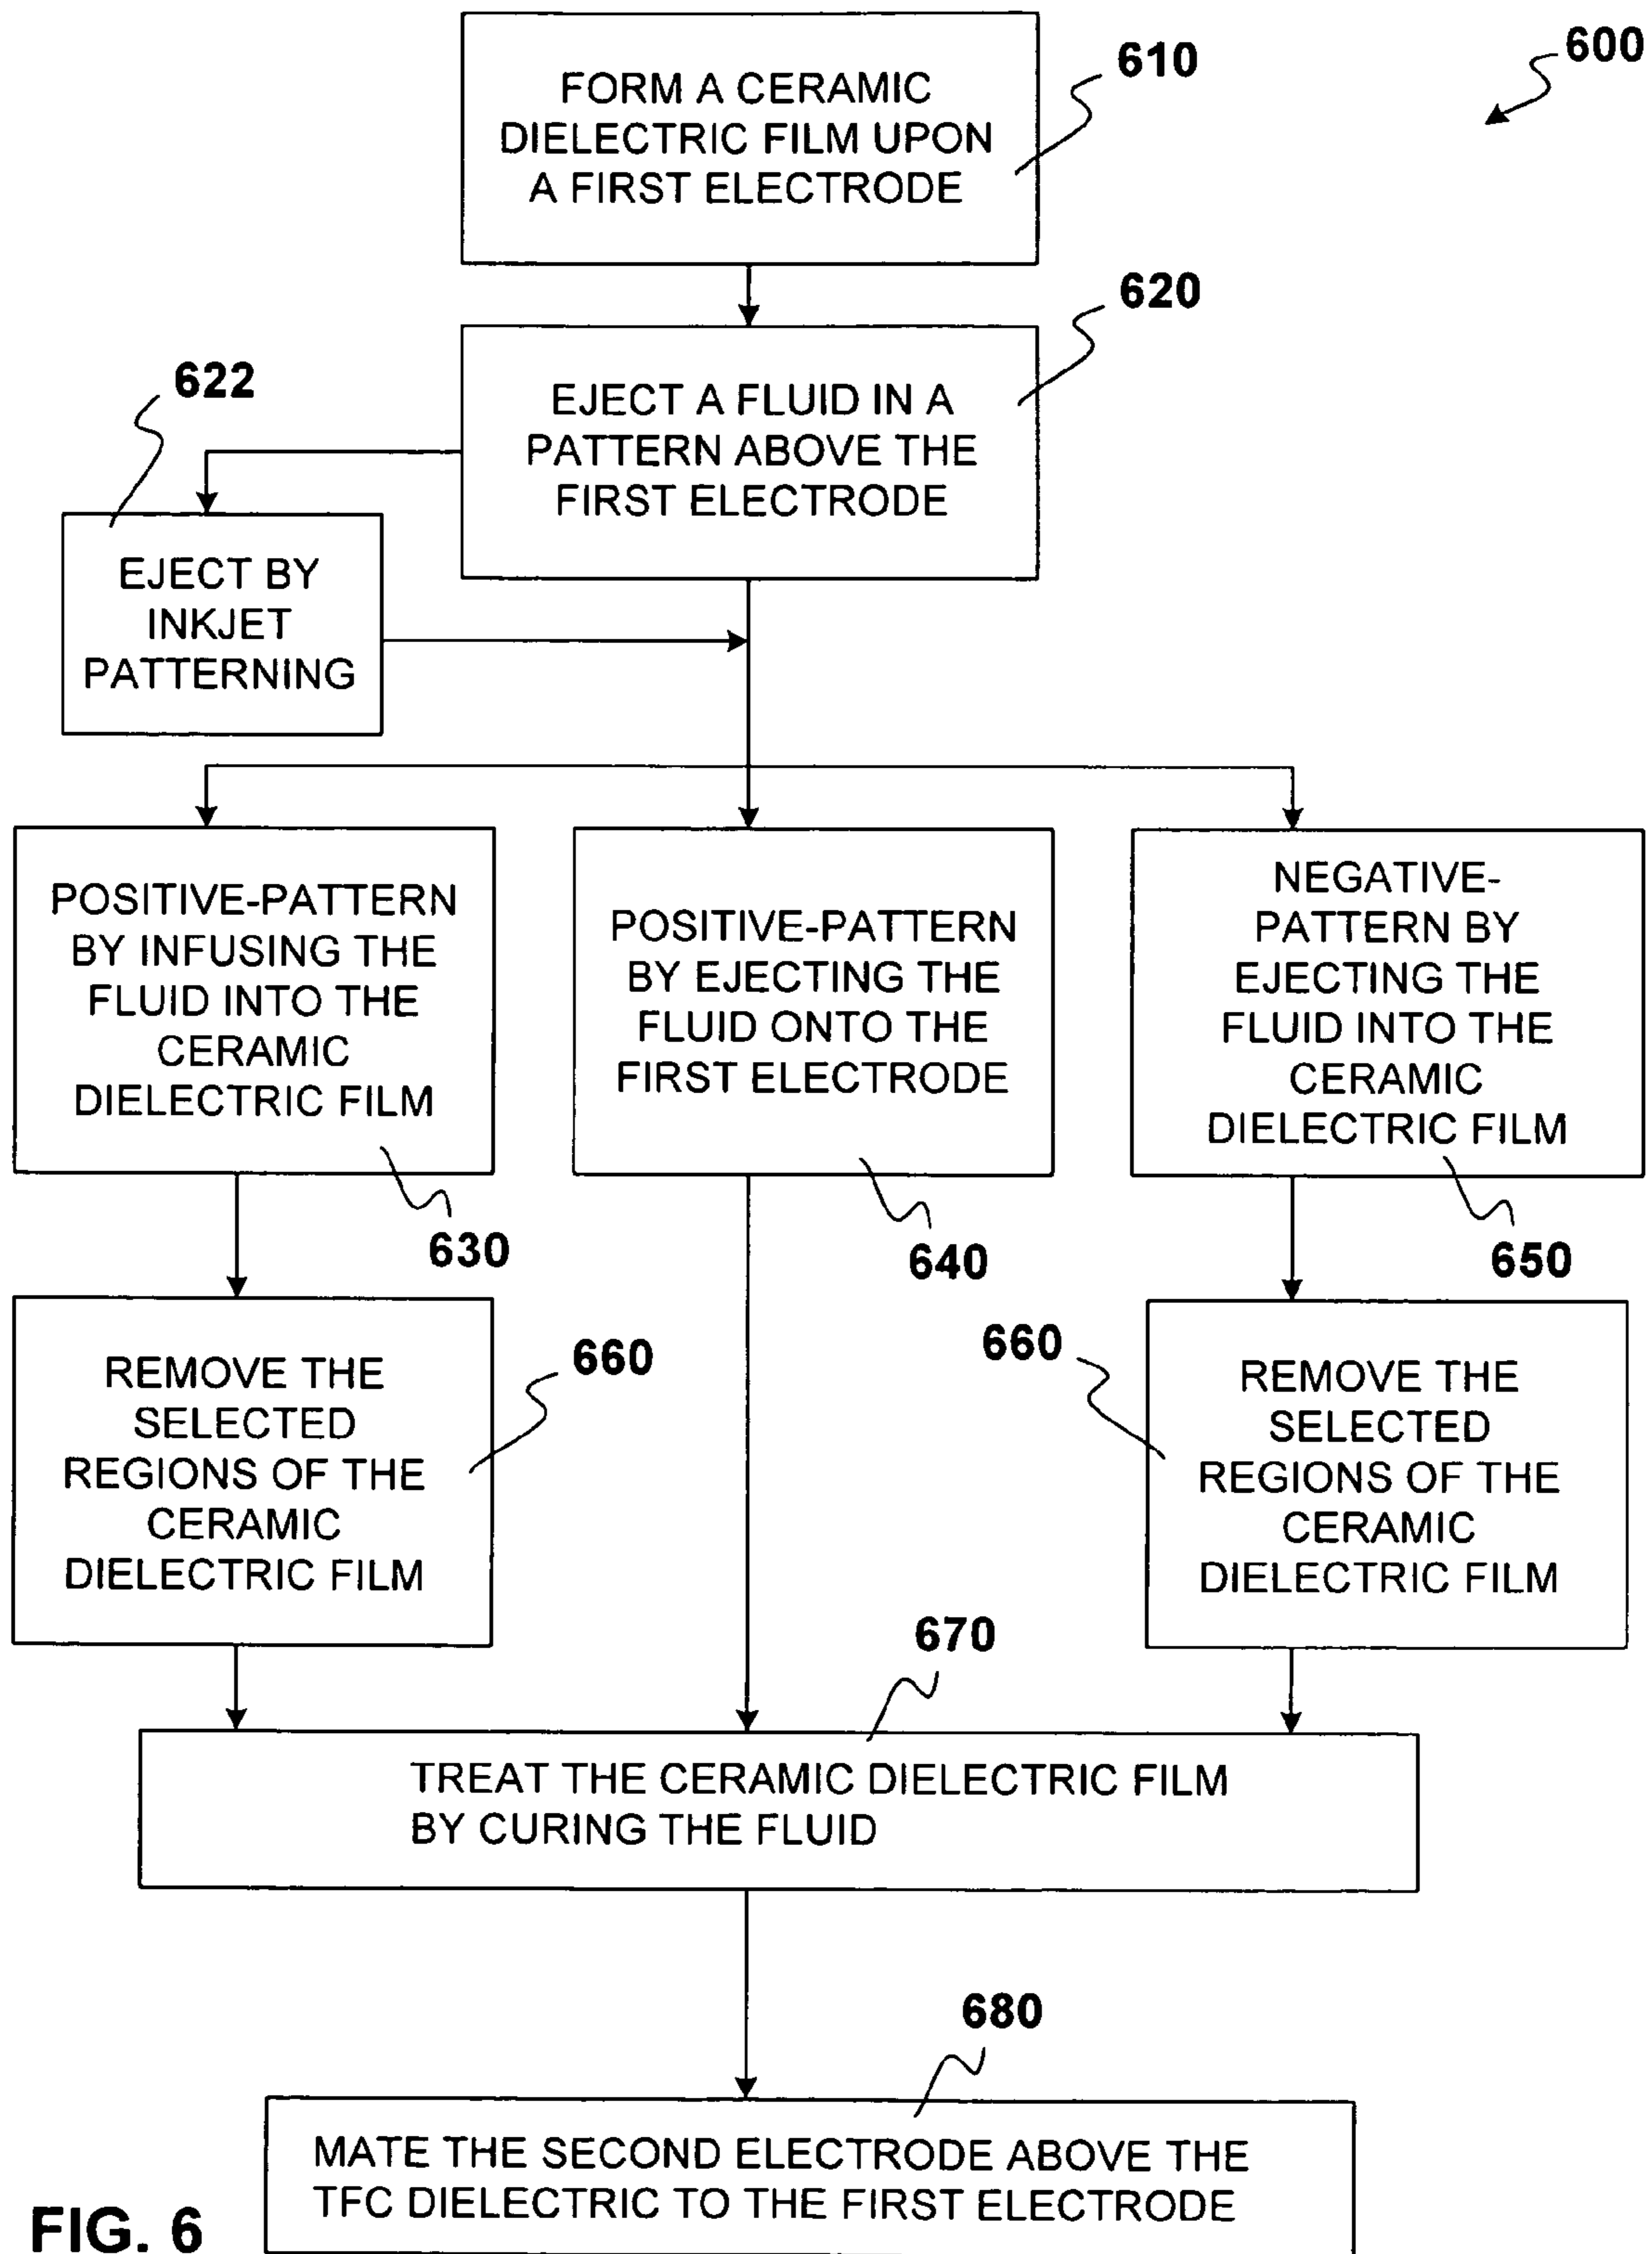 600
610
FORM A CERAMIC
DIELECTRIC FILM UPON
A FIRST ELECTRODE
620
EJECT A FLUID IN A
PATTERN ABOVE THE
FIRST ELECTRODE
622
EJECT BY
INKJET
PATTERNING
POSITIVE-PATTERN
BY INFUSING THE
FLUID INTO THE
CERAMIC
DIELECTRIC FILM
630
POSITIVE-PATTERN
BY EJECTING THE
FLUID ONTO THE
FIRST ELECTRODE
640
NEGATIVE-
PATTERN BY
EJECTING THE
FLUID INTO THE
CERAMIC
DIELECTRIC FILM
650
REMOVE THE
SELECTED
REGIONS OF THE
CERAMIC
DIELECTRIC FILM
660
660
REMOVE THE
SELECTED
REGIONS OF THE
CERAMIC
DIELECTRIC FILM
670
TREAT THE CERAMIC DIELECTRIC FILM
BY CURING THE FLUID
680
MATE THE SECOND ELECTRODE ABOVE THE
TFC DIELECTRIC TO THE FIRST ELECTRODE
FIG. 6